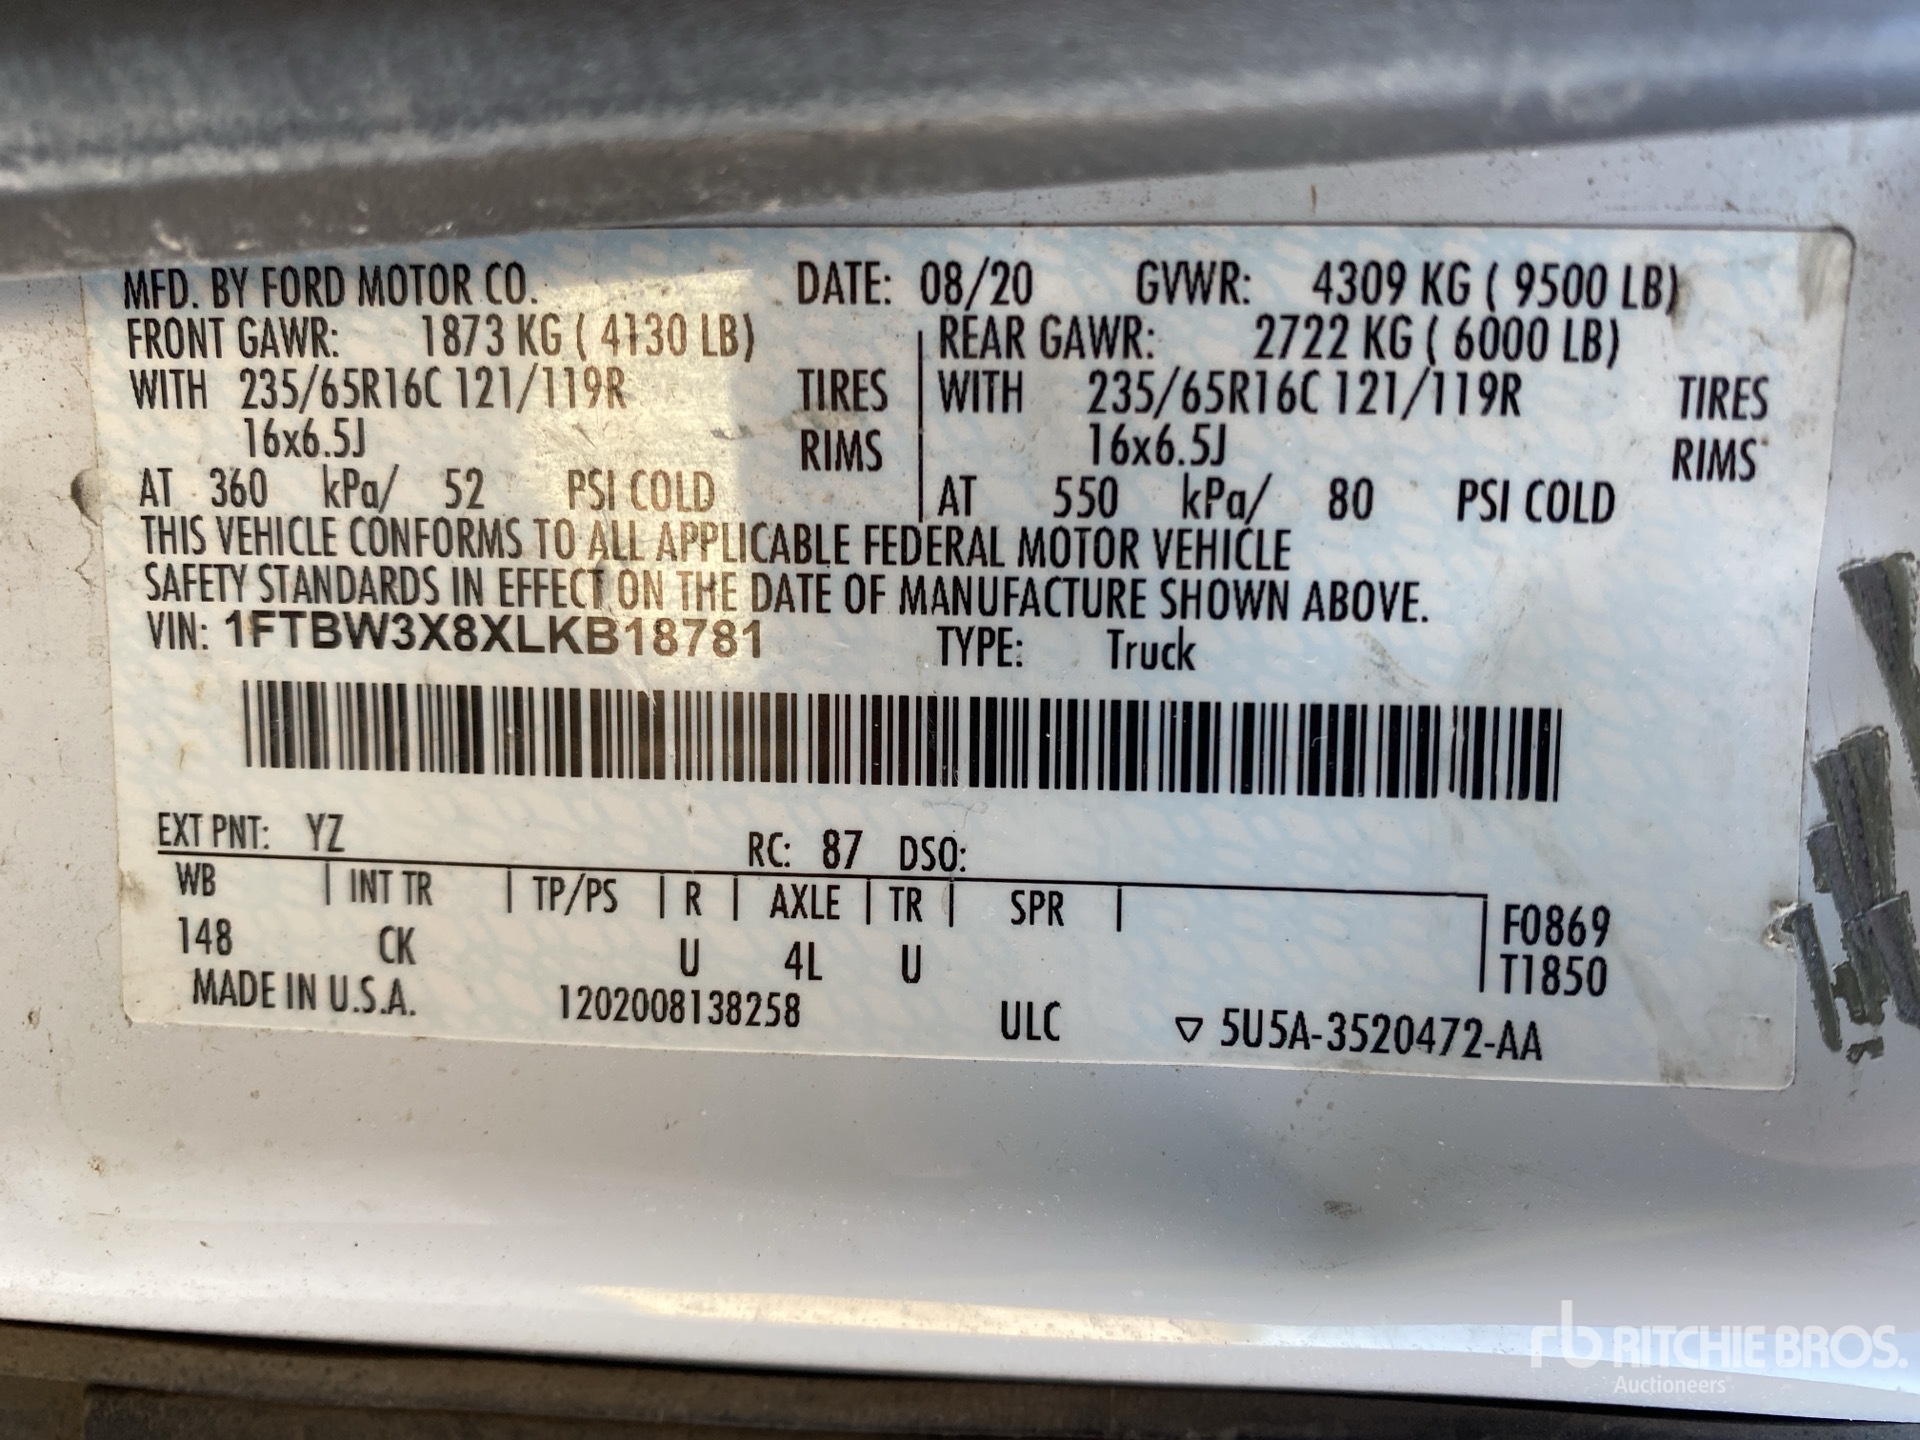 MFD. BY FORD MOTOR CO. DATE: 08/20 GVWR: 4309 KG ( 9500 LB)
FRONT GAWR: 1873 KG ( 4130 LB) REAR GAWR: 2722 KG ( 6000 LB)
WITH 235/65R16C 121/119R TIRES WITH 235/65R16C 121/119R TIRES
16x6.5J RIMS 16x6.5J RIMS
AT 360 kPa/ 52 PSI COLD AT 550 kPa/ 80 PSI COLD
THIS VEHICLE CONFORMS TO ALL APPLICABLE FEDERAL MOTOR VEHICLE
SAFETY STANDARDS IN EFFECT ON THE DATE OF MANUFACTURE SHOWN ABOVE.
VIN: 1FTBW3X8XLKB18781 TYPE: Truck
EXT PNT: YZ RC: 87 DSO:
WB INT TR TP/PS R AXLE TR SPR F0869
148 CK U 4L U T1850
MADE IN U.S.A. 1202008138258 ULC ▽ 5U5A-3520472-AA
rb RITCHIE BROS.
Auctioneers